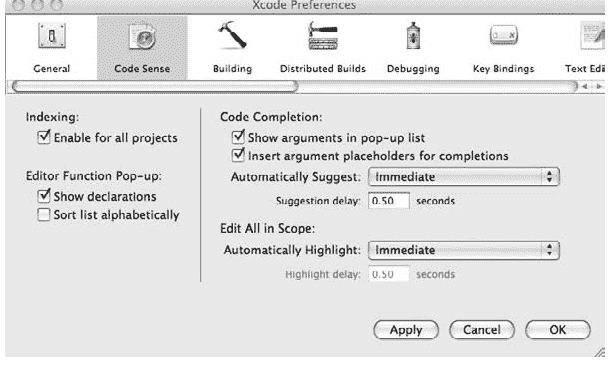 Xcode Preferences
General Code Sense Building Distributed Builds Debugging Key Bindings Text Edi
Indexing:
Enable for all projects
Editor Function Pop-up:
Show declarations
Sort list alphabetically
Code Completion:
Show arguments in pop-up list
Insert argument placeholders for completions
Automatically Suggest: Immediate
Suggestion delay: 0.50 seconds
Edit All in Scope:
Automatically Highlight: Immediate
Highlight delay: 0.50 seconds
Apply Cancel OK